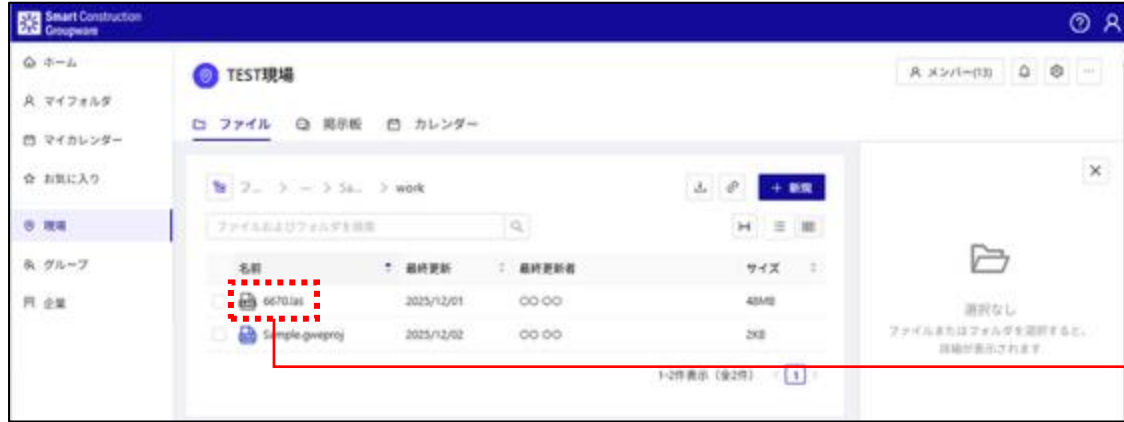 Smart Construction
Groupware
ホーム
マイフォルダ
マイカレンダー
お気に入り
現場
グループ
企業
TEST現場
メンバー(13)
ファイル 掲示板 カレンダー
フ... > ... > Sa... > work
+ 新規
ファイルおよびフォルダを検索
名前 最終更新 最終更新者 サイズ
6670.las 2025/12/01 〇〇 〇〇 48MB
Sample.gweproj 2025/12/02 〇〇 〇〇 2KB
1-2件表示 (全2件) 1
選択なし
ファイルまたはフォルダを選択すると、
詳細が表示されます